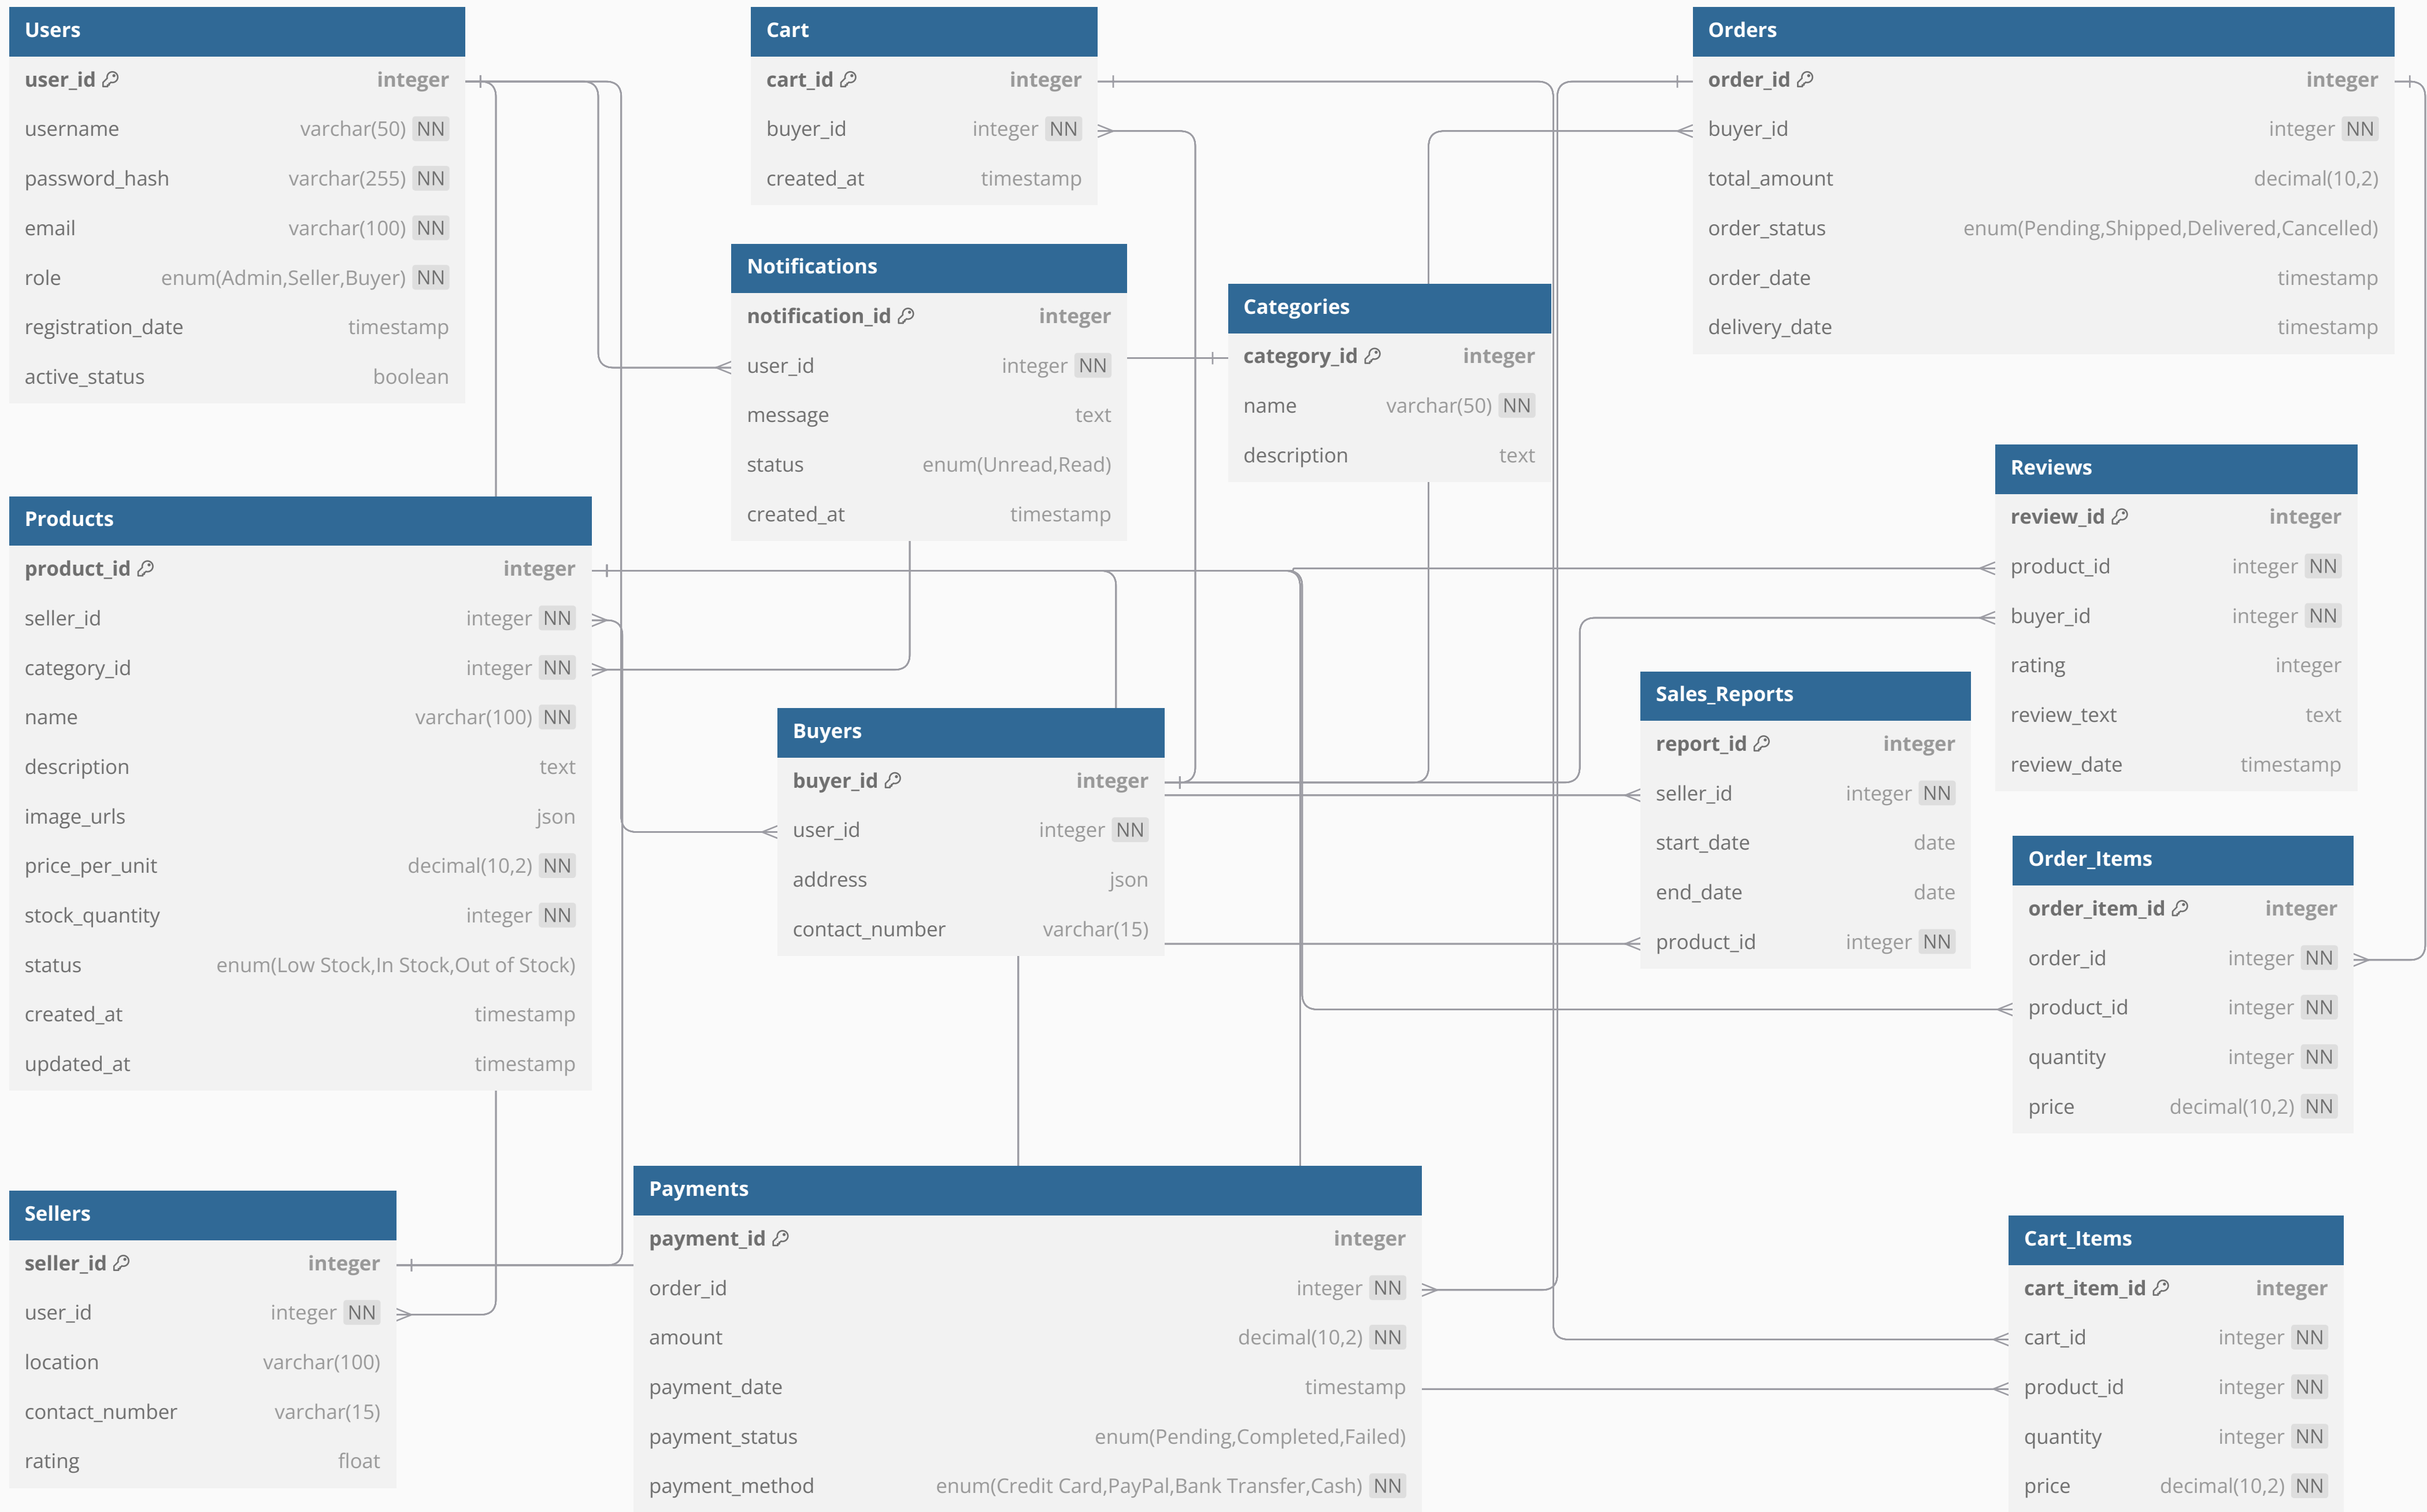 Users
user_id integer
username varchar(50) NN
password_hash varchar(255) NN
email varchar(100) NN
role enum(Admin,Seller,Buyer) NN
registration_date timestamp
active_status boolean
Cart
cart_id integer
buyer_id integer NN
created_at timestamp
Orders
order_id integer
buyer_id integer NN
total_amount decimal(10,2)
order_status enum(Pending,Shipped,Delivered,Cancelled)
order_date timestamp
delivery_date timestamp
Notifications
notification_id integer
user_id integer NN
message text
status enum(Unread,Read)
created_at timestamp
Categories
category_id integer
name varchar(50) NN
description text
Reviews
review_id integer
product_id integer NN
buyer_id integer NN
rating integer
review_text text
review_date timestamp
Products
product_id integer
seller_id integer NN
category_id integer NN
name varchar(100) NN
description text
image_urls json
price_per_unit decimal(10,2) NN
stock_quantity integer NN
status enum(Low Stock,In Stock,Out of Stock)
created_at timestamp
updated_at timestamp
Buyers
buyer_id integer
user_id integer NN
address json
contact_number varchar(15)
Sales_Reports
report_id integer
seller_id integer NN
start_date date
end_date date
product_id integer NN
Order_Items
order_item_id integer
order_id integer NN
product_id integer NN
quantity integer NN
price decimal(10,2) NN
Sellers
seller_id integer
user_id integer NN
location varchar(100)
contact_number varchar(15)
rating float
Payments
payment_id integer
order_id integer NN
amount decimal(10,2) NN
payment_date timestamp
payment_status enum(Pending,Completed,Failed)
payment_method enum(Credit Card,PayPal,Bank Transfer,Cash) NN
Cart_Items
cart_item_id integer
cart_id integer NN
product_id integer NN
quantity integer NN
price decimal(10,2) NN